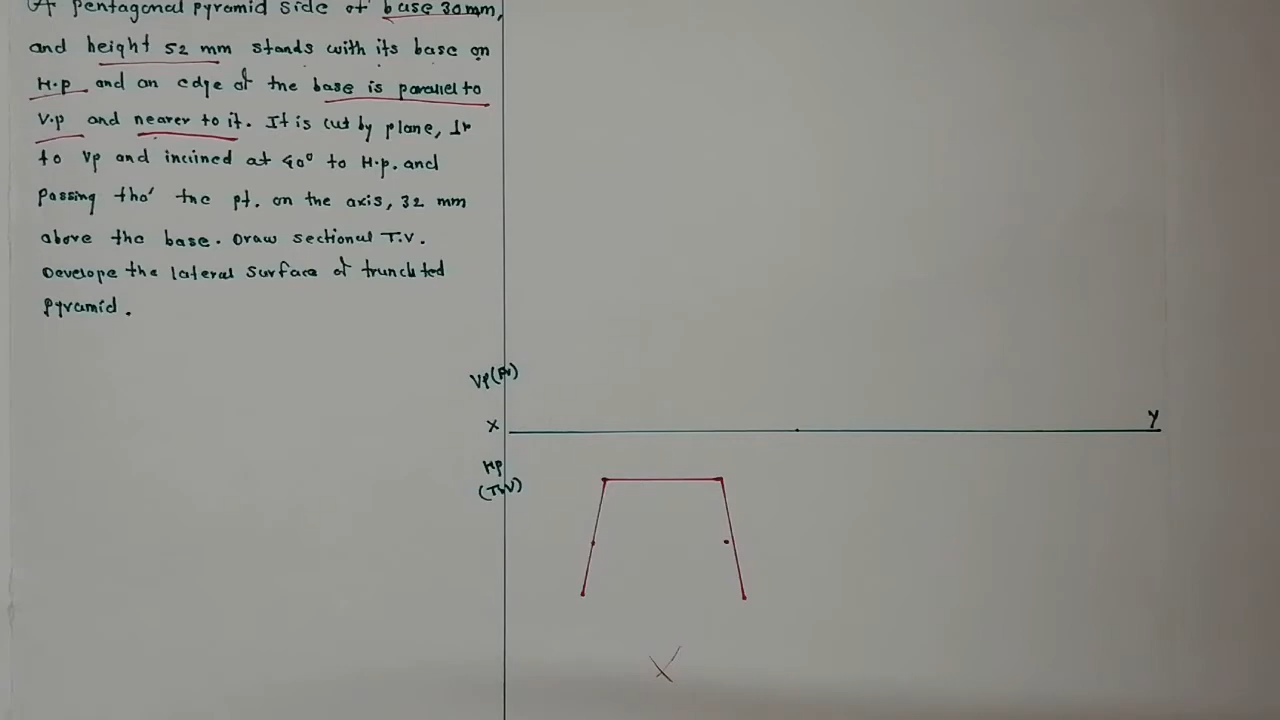 A pentagonal pyramid side of base 30mm,
and height 52 mm stands with its base on
H.p and an edge of the base is parallel to
V.p and nearer to it. It is cut by plane, Ir
to Vp and inclined at 40° to H.p. and
Passing tho' the pt. on the axis, 32 mm
above the base. Draw sectional T.V.
Develope the lateral surface of truncated
Pyramid.
VP(FV)
X
Y
HP
(TV)